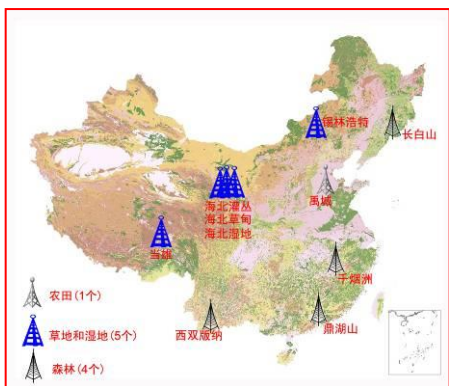 锡林浩特
长白山
禹城
海北灌丛
海北草甸
海北湿地
当雄
千烟洲
西双版纳
鼎湖山
农田(1个)
草地和湿地(5个)
森林(4个)